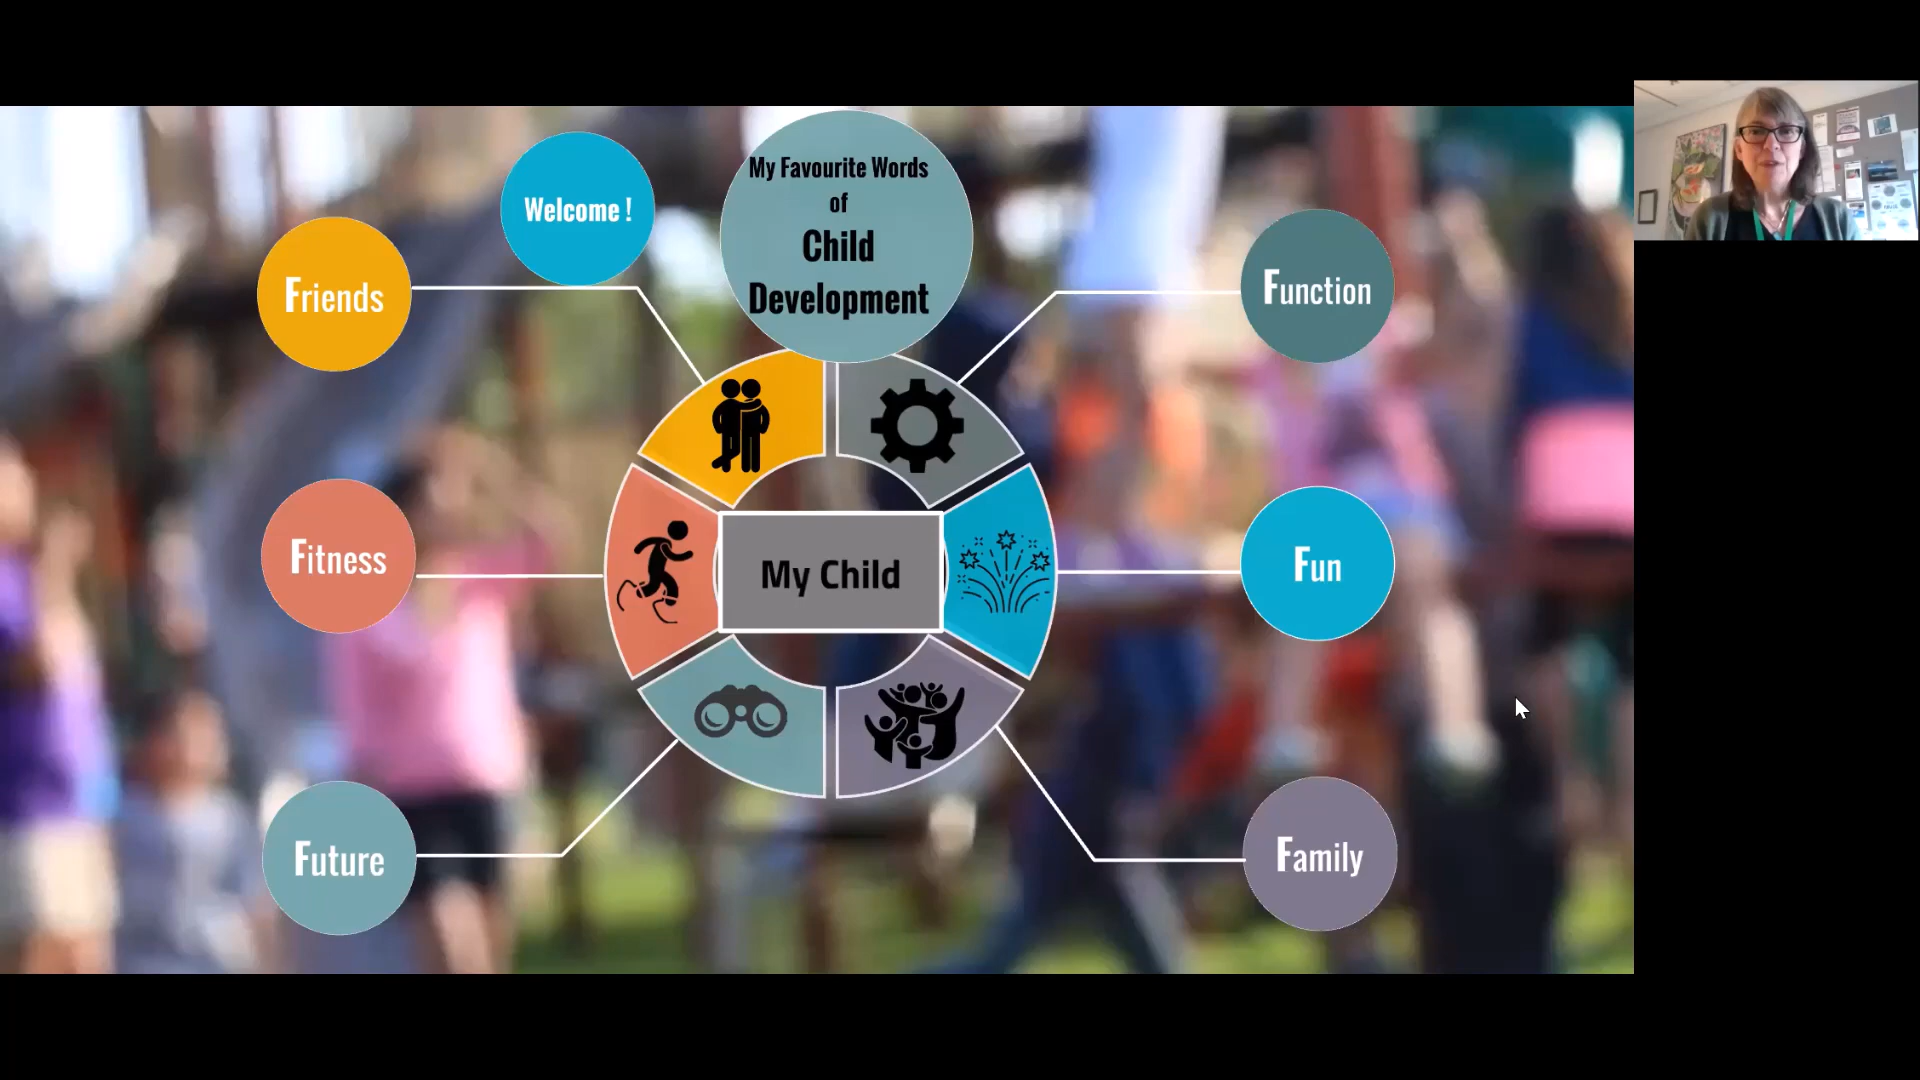 Welcome !
My Favourite Words
of
Child
Development
Friends
Function
Fitness
My Child
Fun
Future
Family